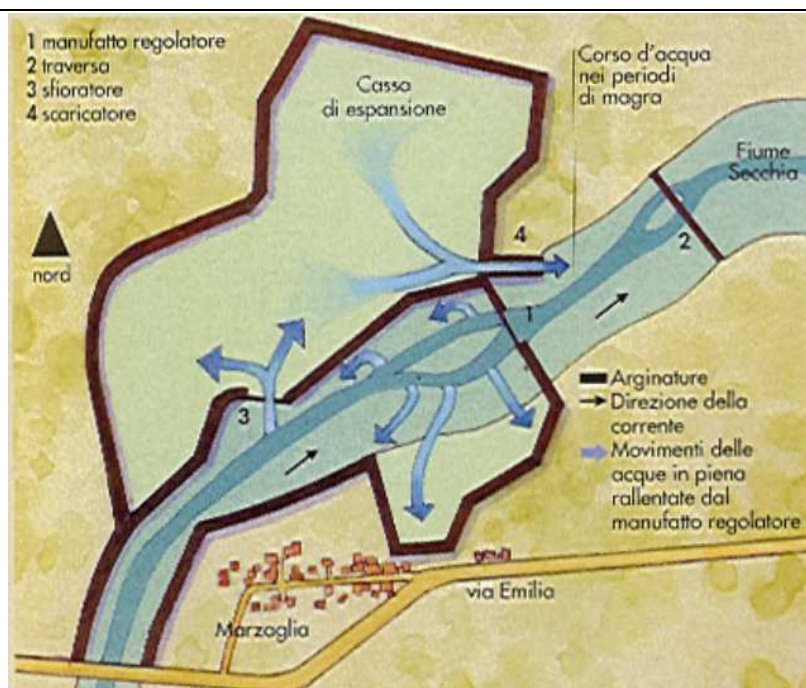 1 manufatto regolatore
2 traversa
3 sfioratore
4 scaricatore
Cassa
di espansione
Corso d'acqua
nei periodi
di magra
Fiume
Secchia
nord
4
2
1
3
Arginature
Direzione della
corrente
Movimenti delle
acque in piena
rallentate dal
manufatto regolatore
via Emilia
Marzaglia